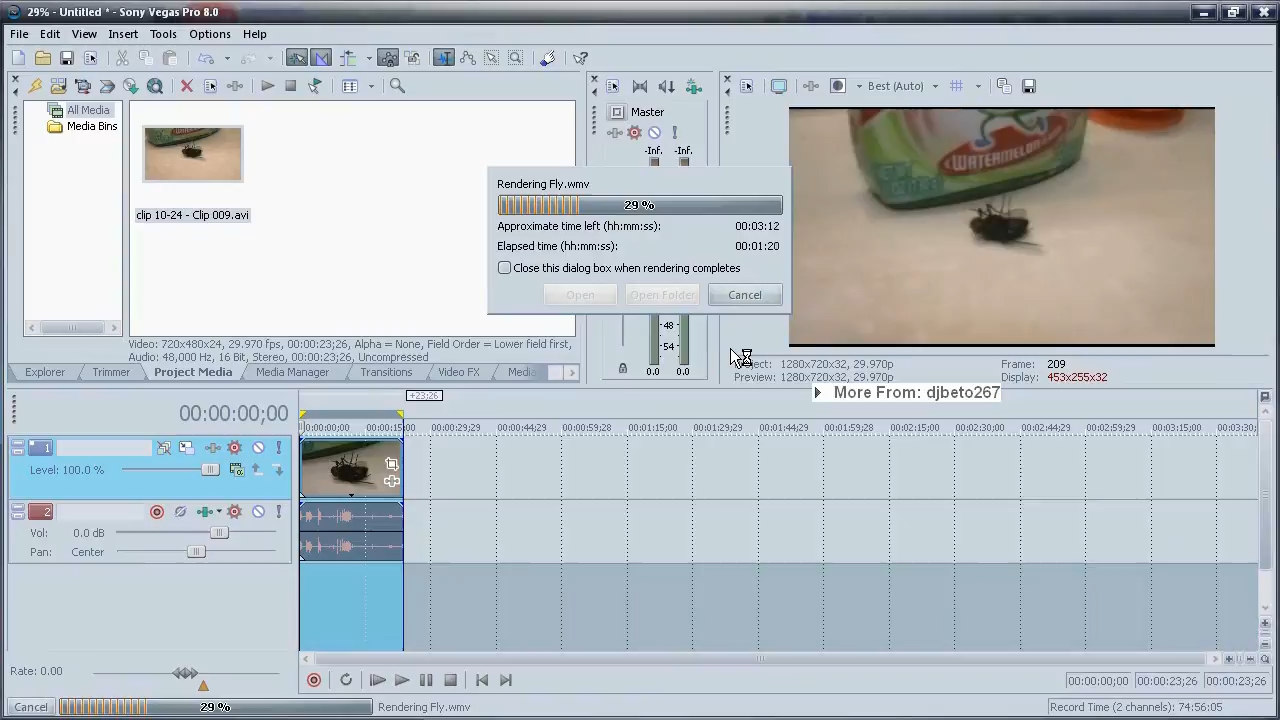 29% - Untitled * - Sony Vegas Pro 8.0
File Edit View Insert Tools Options Help
All Media
Media Bins
clip 10-24 - Clip 009.avi
Video: 720x480x24, 29.970 fps, 00:00:23;26, Alpha = None, Field Order = Lower field first,
Audio: 48,000 Hz, 16 Bit, Stereo, 00:00:23;26, Uncompressed
Explorer Trimmer Project Media Media Manager Transitions Video FX Media
Master
-Inf. -Inf.
48
54
0.0 0.0
Rendering Fly.wmv
29 %
Approximate time left (hh:mm:ss): 00:03:12
Elapsed time (hh:mm:ss): 00:01:20
Close this dialog box when rendering completes
Open Open Folder Cancel
Best (Auto)
WATERMELON
Project: 1280x720x32, 29.970p
Preview: 1280x720x32, 29.970p
Frame: 209
Display: 453x255x32
More From: djbeto267
00:00:00;00
+23;26
00:00:00;00 00:00:15;00 00:00:29;29 00:00:44;29 00:00:59;28 00:01:15;00 00:01:29;29 00:01:44;29 00:01:59;28 00:02:15;00 00:02:30;00 00:02:44;29 00:02:59;29 00:03:15;00 00:03:30;
1
Level: 100.0 %
2
Vol: 0.0 dB
Pan: Center
Rate: 0.00
00:00:00;00 00:00:23;26 00:00:23;26
Cancel 29 % Rendering Fly.wmv
Record Time (2 channels): 74:56:05